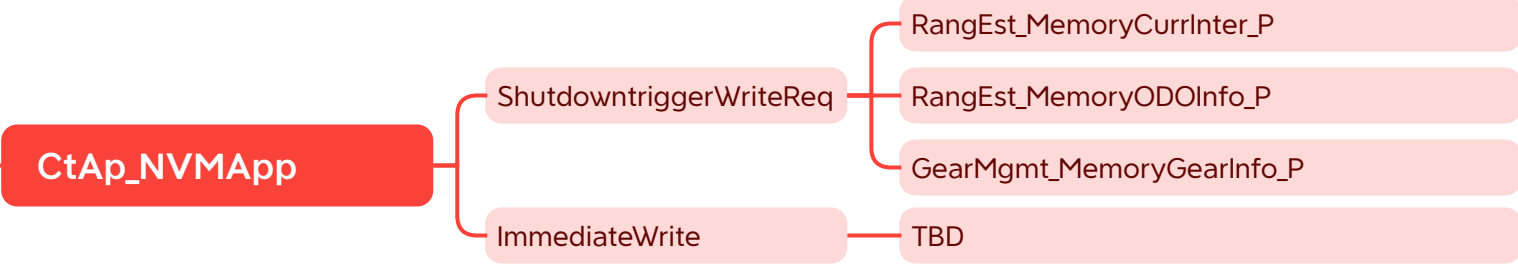 RangEst_MemoryCurrInter_P
ShutdowntriggerWriteReq
RangEst_MemoryODOInfo_P
CtAp_NVMApp
GearMgmt_MemoryGearInfo_P
ImmediateWrite
TBD